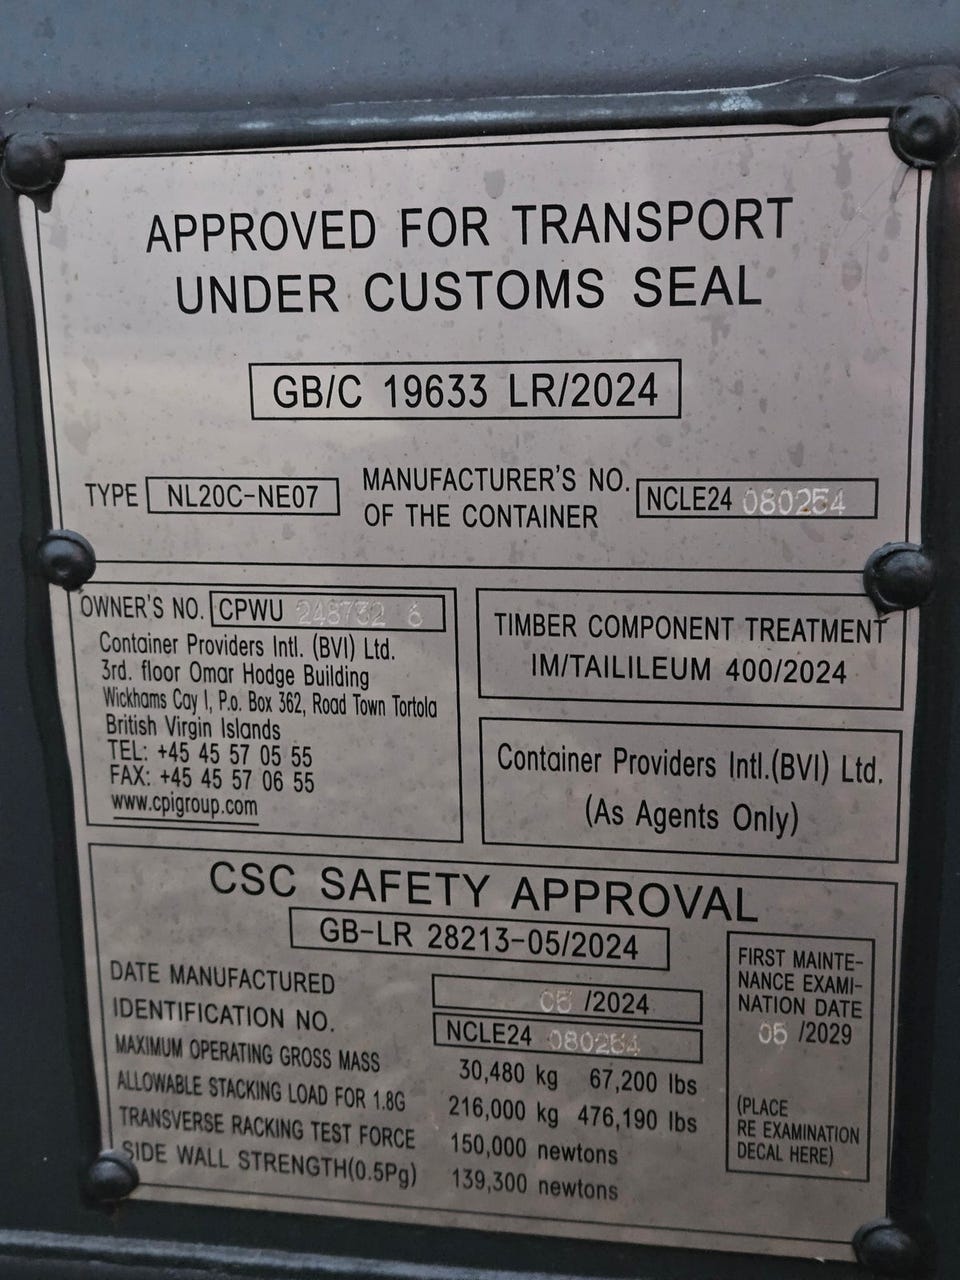 APPROVED FOR TRANSPORT
UNDER CUSTOMS SEAL
GB/C 19633 LR/2024
TYPE NL20C-NE07
MANUFACTURER'S NO.
OF THE CONTAINER
NCLE24 080254
OWNER'S NO. CPWU 248732 6
Container Providers Intl. (BVI) Ltd.
3rd. floor Omar Hodge Building
Wickhams Cay I, P.o. Box 362, Road Town Tortola
British Virgin Islands
TEL: +45 45 57 05 55
FAX: +45 45 57 06 55
www.cpigroup.com
TIMBER COMPONENT TREATMENT
IM/TAILILEUM 400/2024
Container Providers Intl.(BVI) Ltd.
(As Agents Only)
CSC SAFETY APPROVAL
GB-LR 28213-05/2024
DATE MANUFACTURED 05 /2024
IDENTIFICATION NO. NCLE24 080254
MAXIMUM OPERATING GROSS MASS 30,480 kg 67,200 lbs
ALLOWABLE STACKING LOAD FOR 1.8G 216,000 kg 476,190 lbs
TRANSVERSE RACKING TEST FORCE 150,000 newtons
SIDE WALL STRENGTH(0.5Pg) 139,300 newtons
FIRST MAINTE-
NANCE EXAMI-
NATION DATE
05 /2029
(PLACE
RE EXAMINATION
DECAL HERE)